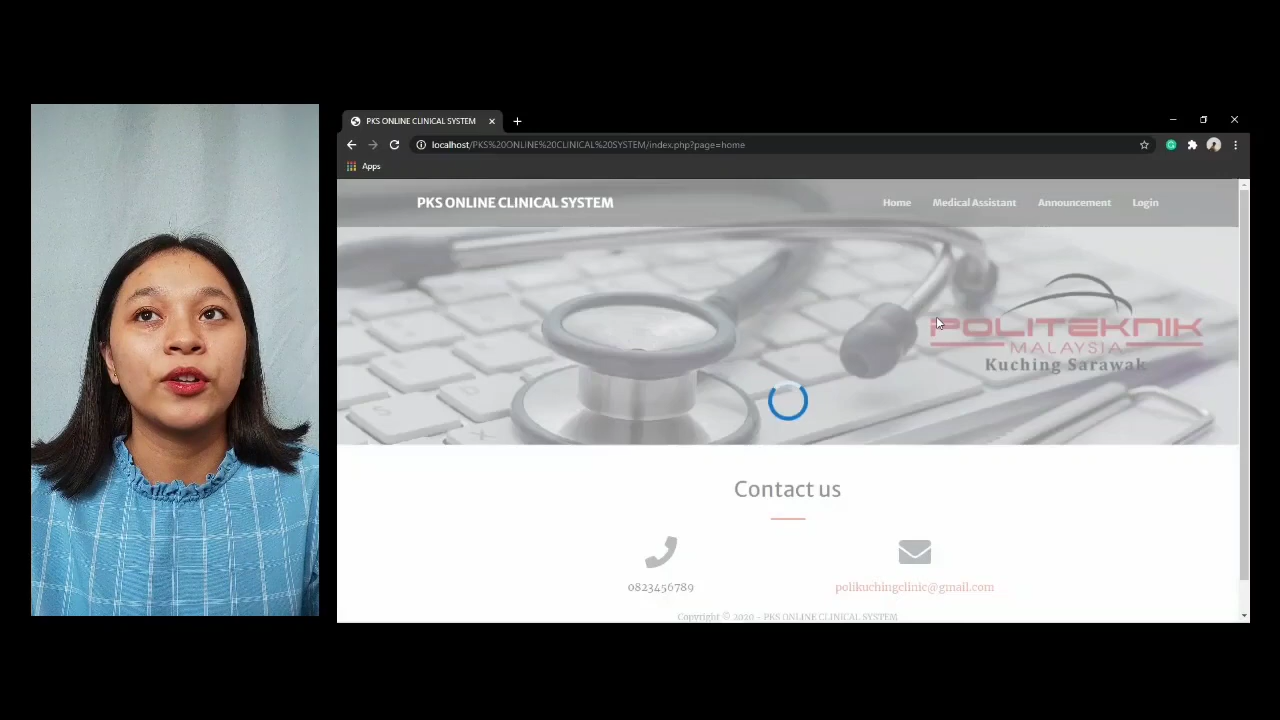 PKS ONLINE CLINICAL SYSTEM
localhost/PKS%20ONLINE%20CLINICAL%20SYSTEM/index.php?page=home
Apps
PKS ONLINE CLINICAL SYSTEM
Home Medical Assistant Announcement Login
POLITEKNIK
MALAYSIA
Kuching Sarawak
Contact us
0823456789
polikuchingclinic@gmail.com
Copyright © 2020 - PKS ONLINE CLINICAL SYSTEM